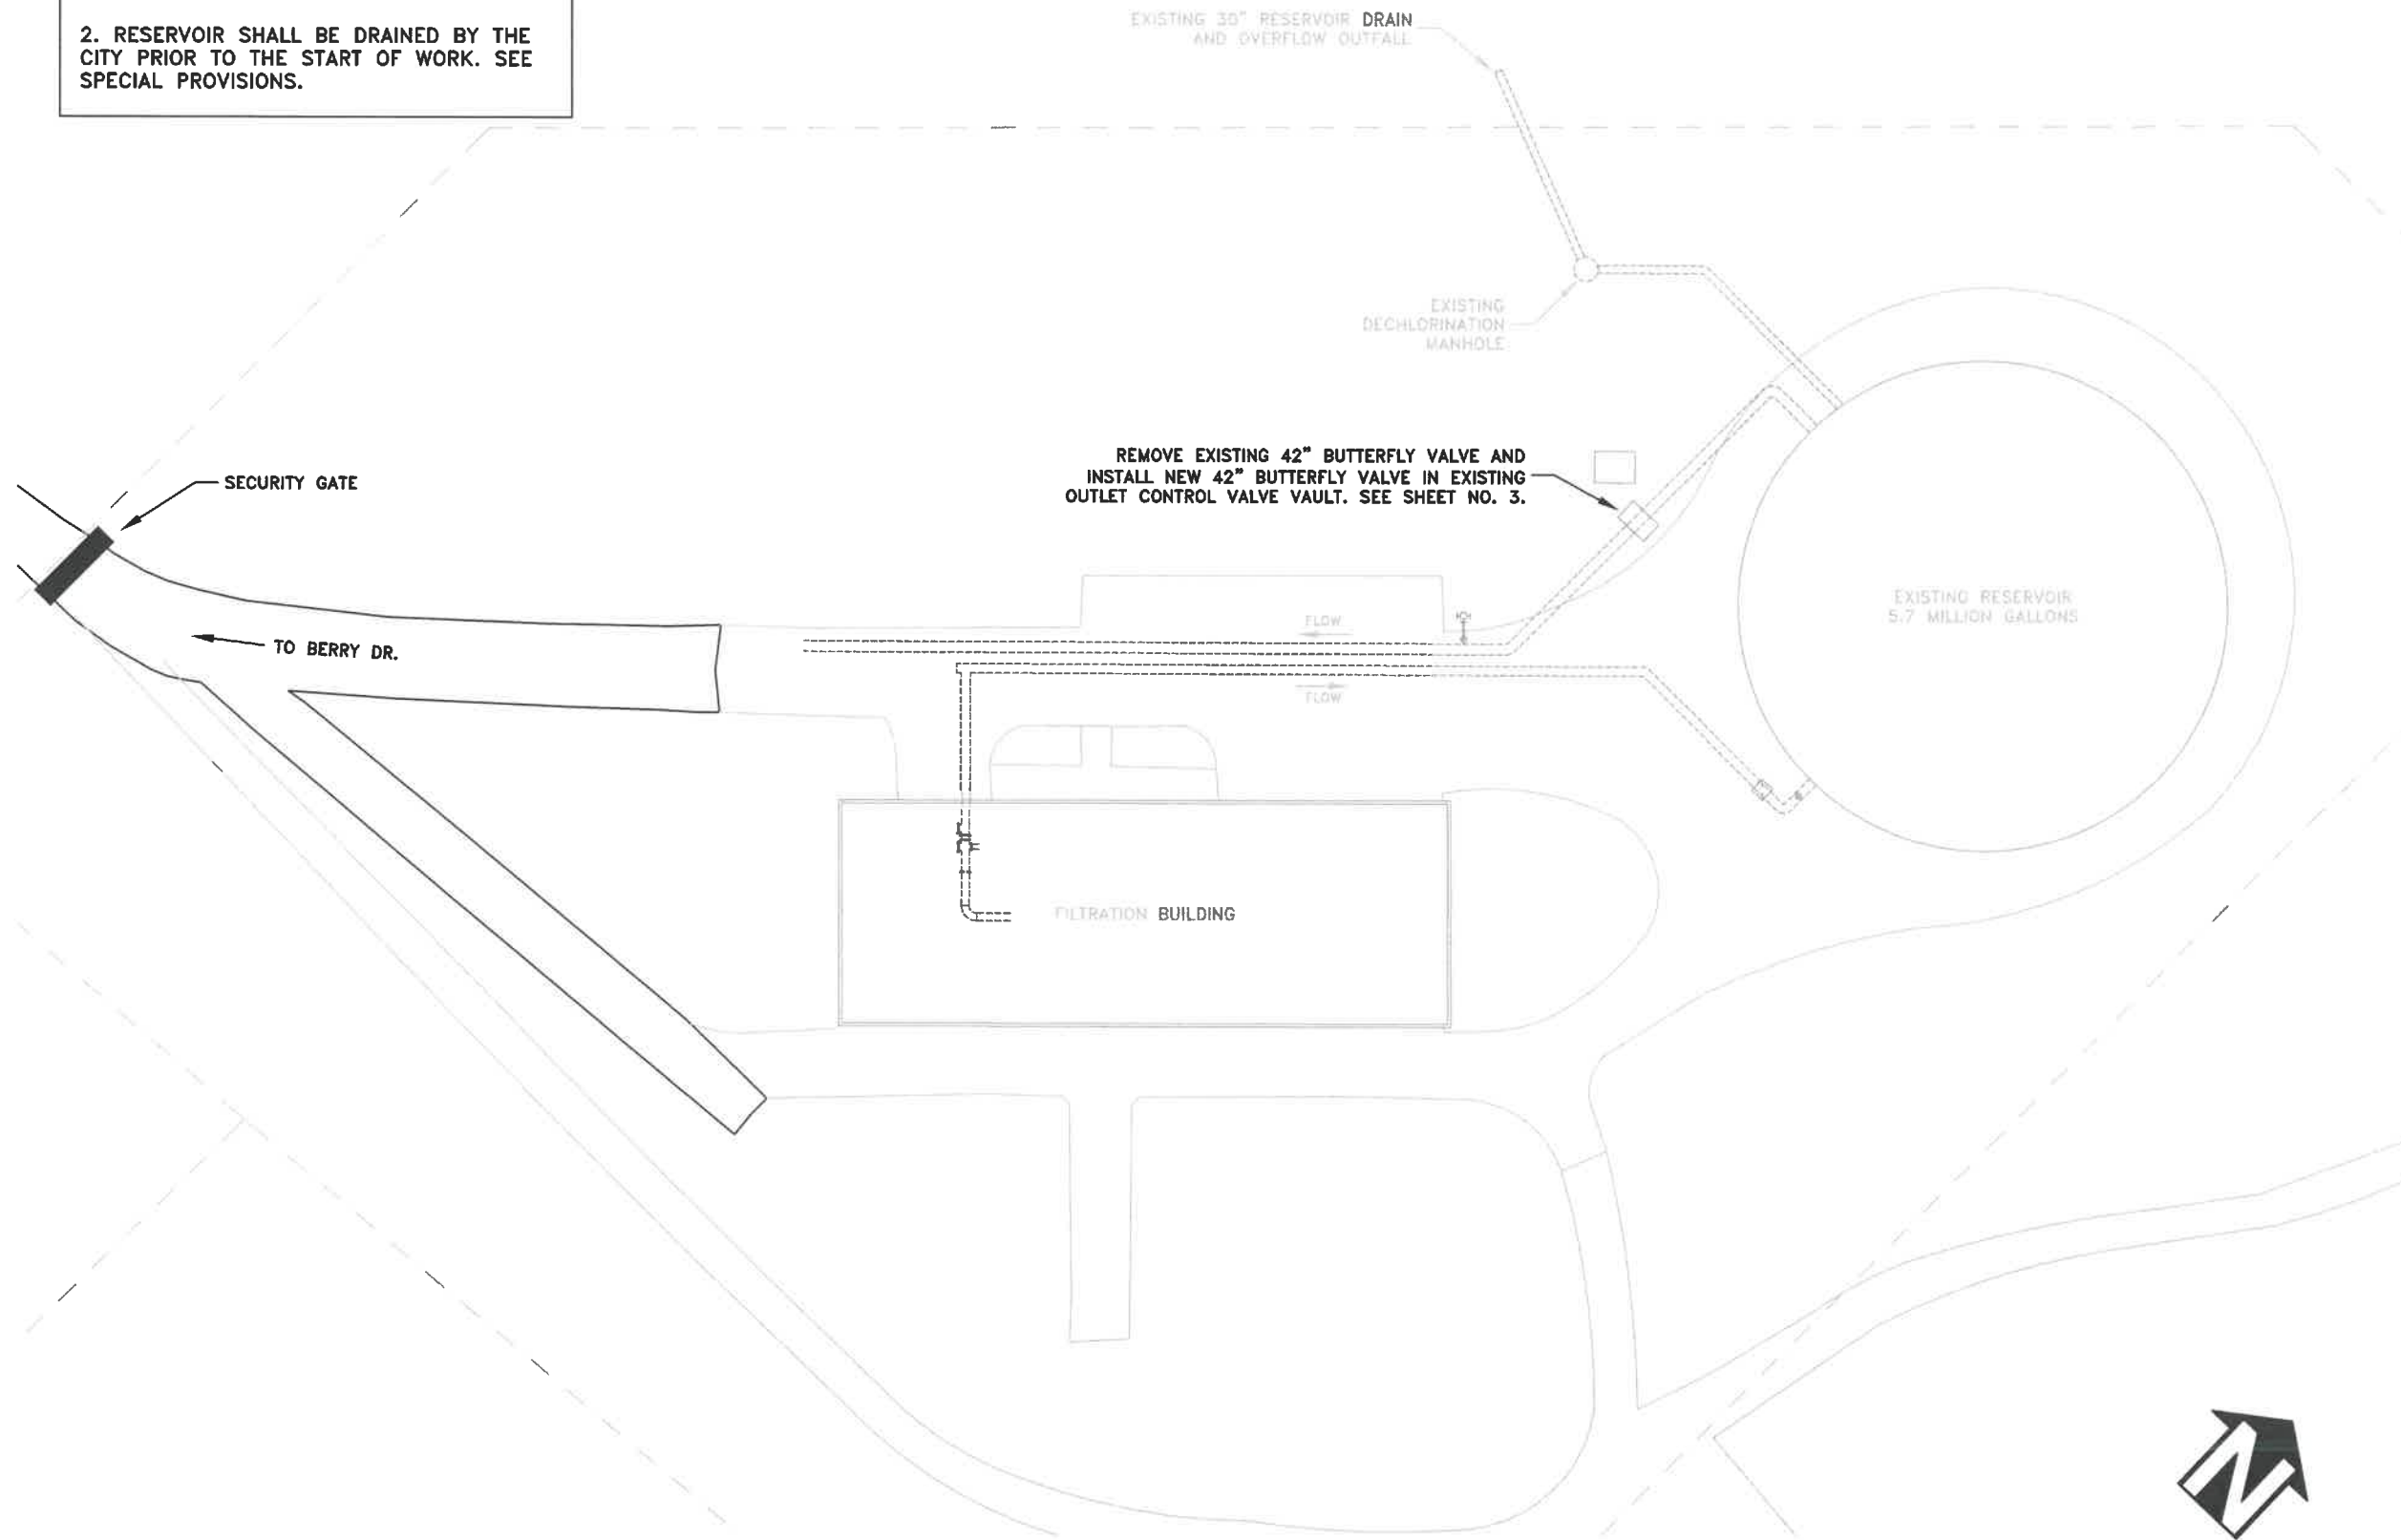 2. RESERVOIR SHALL BE DRAINED BY THE
CITY PRIOR TO THE START OF WORK. SEE
SPECIAL PROVISIONS.
EXISTING 30" RESERVOIR DRAIN
AND OVERFLOW OUTFALL
EXISTING
DECHLORINATION
MANHOLE
SECURITY GATE
REMOVE EXISTING 42" BUTTERFLY VALVE AND
INSTALL NEW 42" BUTTERFLY VALVE IN EXISTING
OUTLET CONTROL VALVE VAULT. SEE SHEET NO. 3.
EXISTING RESERVOIR
5.7 MILLION GALLONS
FLOW
TO BERRY DR.
FLOW
FILTRATION BUILDING
N